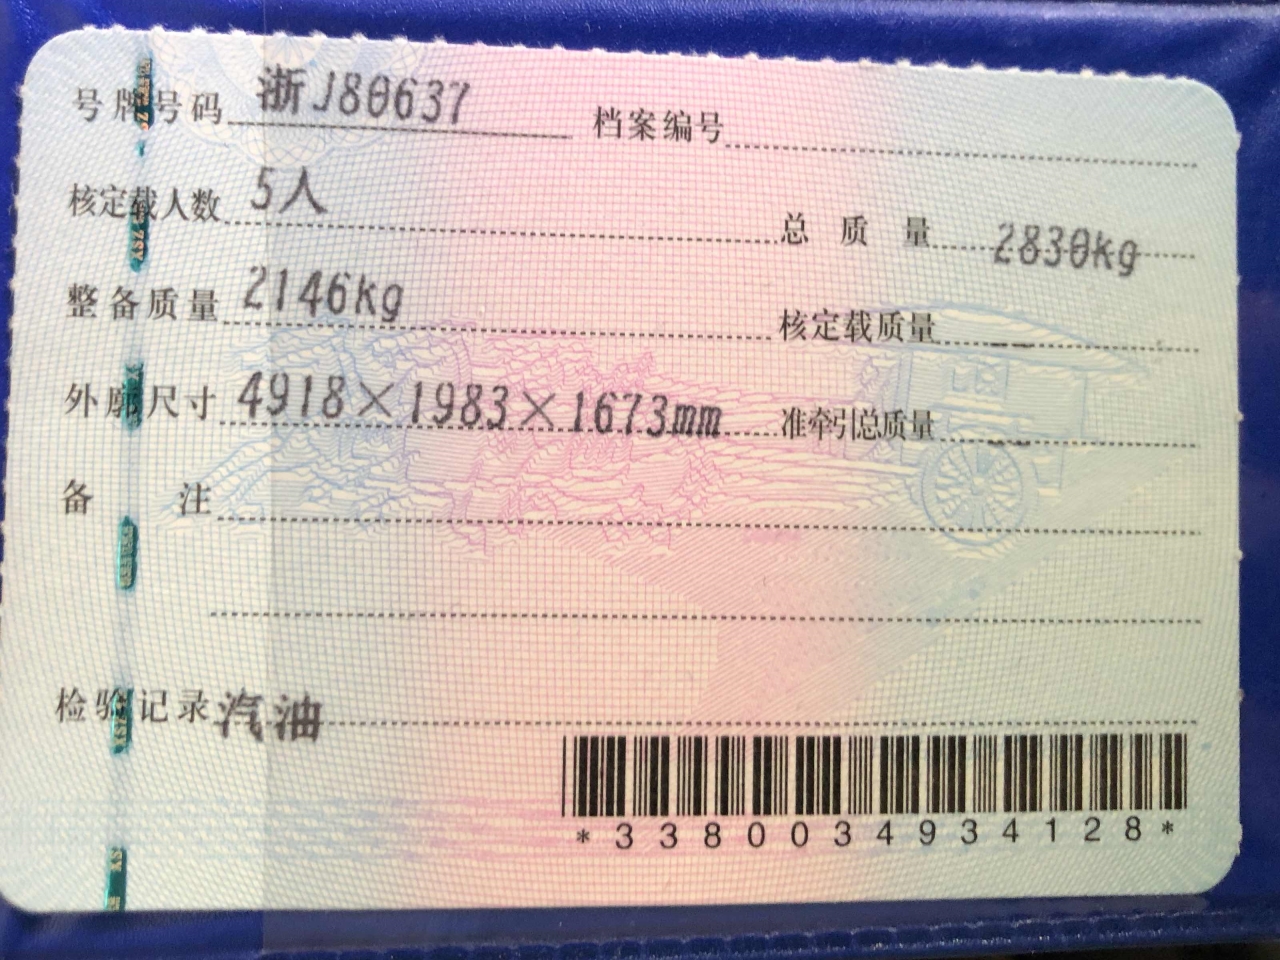 号牌号码 浙J80637 档案编号
核定载人数 5人 总质量 2830kg
整备质量 2146kg 核定载质量 --
外廓尺寸 4918×1983×1673mm 准牵引总质量 --
备注
检验记录 汽油
*3380034934128*